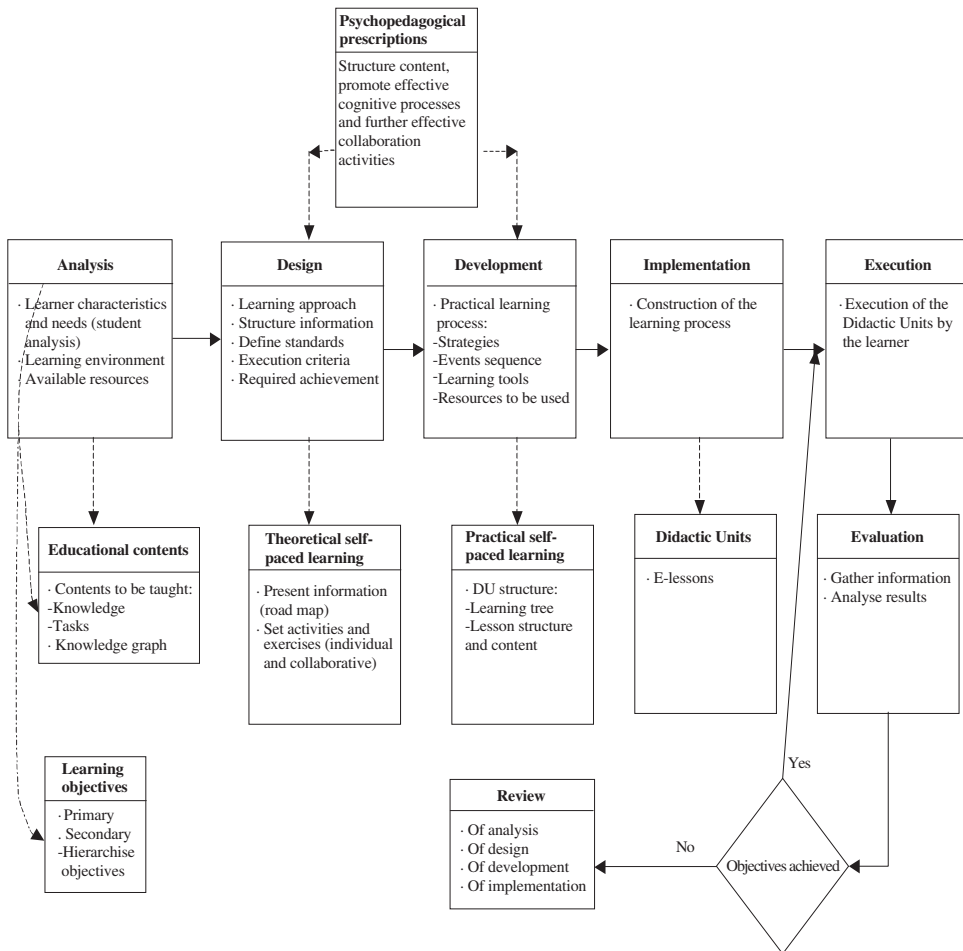 Psychopedagogical
prescriptions
Structure content,
promote effective
cognitive processes
and further effective
collaboration
activities
Analysis
· Learner characteristics
and needs (student
analysis)
· Learning environment
· Available resources
Design
· Learning approach
· Structure information
· Define standards
· Execution criteria
· Required achievement
Development
· Practical learning
process:
-Strategies
-Events sequence
-Learning tools
-Resources to be used
Implementation
· Construction of the
learning process
Execution
· Execution of the
Didactic Units by
the learner
Educational contents
· Contents to be taught:
-Knowledge
-Tasks
· Knowledge graph
Theoretical self-
paced learning
· Present information
(road map)
· Set activities and
exercises (individual
and collaborative)
Practical self-
paced learning
· DU structure:
-Learning tree
-Lesson structure
and content
Didactic Units
· E-lessons
Evaluation
· Gather information
· Analyse results
Learning
objectives
·Primary
. Secondary
-Hierarchise
objectives
Review
· Of analysis
· Of design
· Of development
· Of implementation
No
Yes
Objectives achieved